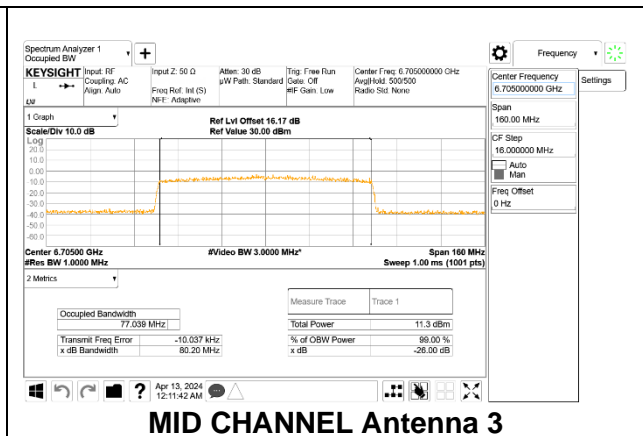 Spectrum Analyzer 1
Occupied BW
+
Frequency
KEYSIGHT Input: RF Input Z: 50 Ω Atten: 30 dB Trig: Free Run Center Freq: 6.705000000 GHz
L Coupling: AC µW Path: Standard Gate: Off Avg|Hold: 500/500
Align: Auto Freq Ref: Int (S) #IF Gain: Low Radio Std: None
NFE: Adaptive
Center Frequency
6.705000000 GHz
Settings
Span
160.00 MHz
CF Step
16.000000 MHz
Auto
Man
Freq Offset
0 Hz
1 Graph
Ref Lvl Offset 16.17 dB
Scale/Div 10.0 dB Ref Value 30.00 dBm
Log
20.0
10.0
0.00
-10.0
-20.0
-30.0
-40.0
-50.0
-60.0
Center 6.70500 GHz #Video BW 3.0000 MHz* Span 160 MHz
#Res BW 1.0000 MHz Sweep 1.00 ms (1001 pts)
2 Metrics
Measure Trace Trace 1
Occupied Bandwidth
77.039 MHz Total Power 11.3 dBm
Transmit Freq Error -10.037 kHz % of OBW Power 99.00 %
x dB Bandwidth 80.20 MHz x dB -26.00 dB
? Apr 13, 2024
12:11:42 AM
MID CHANNEL Antenna 3